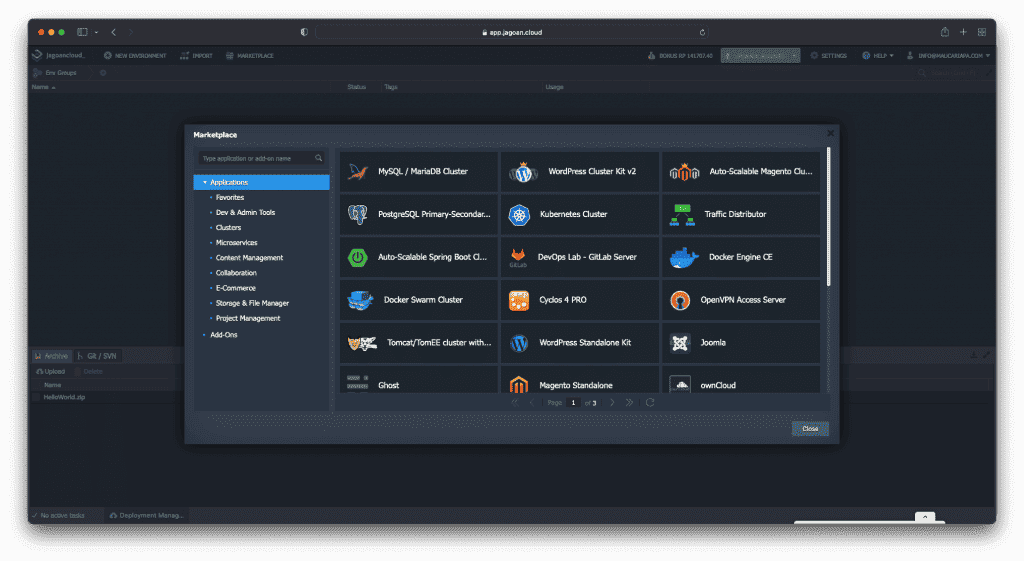 app.jagoan.cloud
Jagoancloud_
NEW ENVIRONMENT
IMPORT
MARKETPLACE
BONUS RP 141707.40
SETTINGS
HELP
Env Groups
Name
Status
Tags
Usage
Marketplace
Type application or add-on name
Applications
Favorites
Dev & Admin Tools
Clusters
Microservices
Content Management
Collaboration
E-Commerce
Storage & File Manager
Project Management
Add-Ons
MySQL / MariaDB Cluster
WordPress Cluster Kit v2
Auto-Scalable Magento Clu...
PostgreSQL Primary-Secondar...
Kubernetes Cluster
Traffic Distributor
Auto-Scalable Spring Boot Cl...
GitLab
DevOps Lab - GitLab Server
Docker Engine CE
Docker Swarm Cluster
Cyclos 4 PRO
OpenVPN Access Server
Tomcat/TomEE cluster with...
WordPress Standalone Kit
Joomla
Ghost
Magento Standalone
ownCloud
Page 1 of 3
Close
Archive
Git / SVN
Upload
Delete
Name
HelloWorld.zip
No active tasks
Deployment Manag...